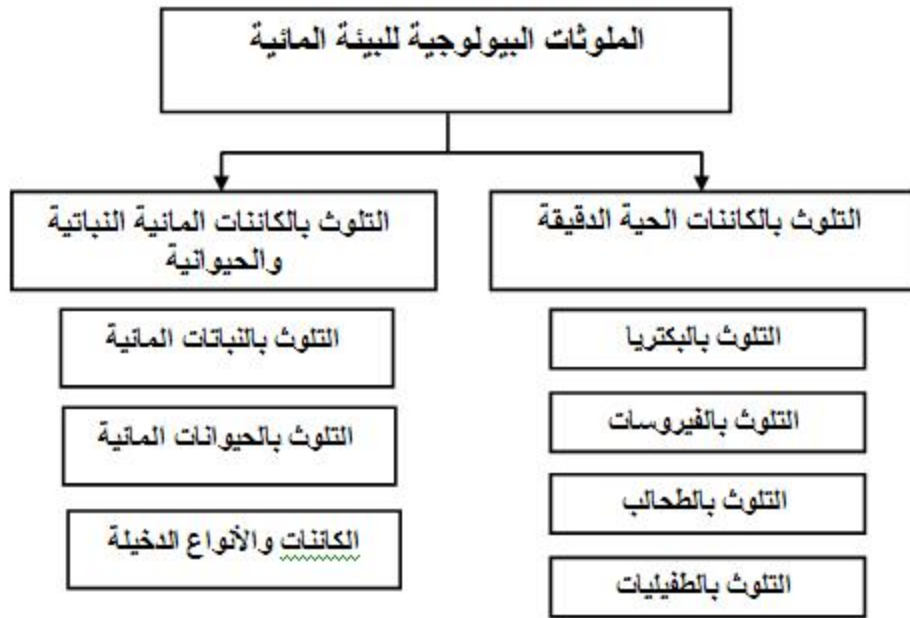 الملوثات البيولوجية للبيئة المائية
التلوث بالكائنات الحية الدقيقة
التلوث بالبكتريا
التلوث بالفيروسات
التلوث بالطحالب
التلوث بالطفيليات
التلوث بالكائنات المائية النباتية
والحيوانية
التلوث بالنباتات المائية
التلوث بالحيوانات المائية
الكائنات والأنواع الدخيلة